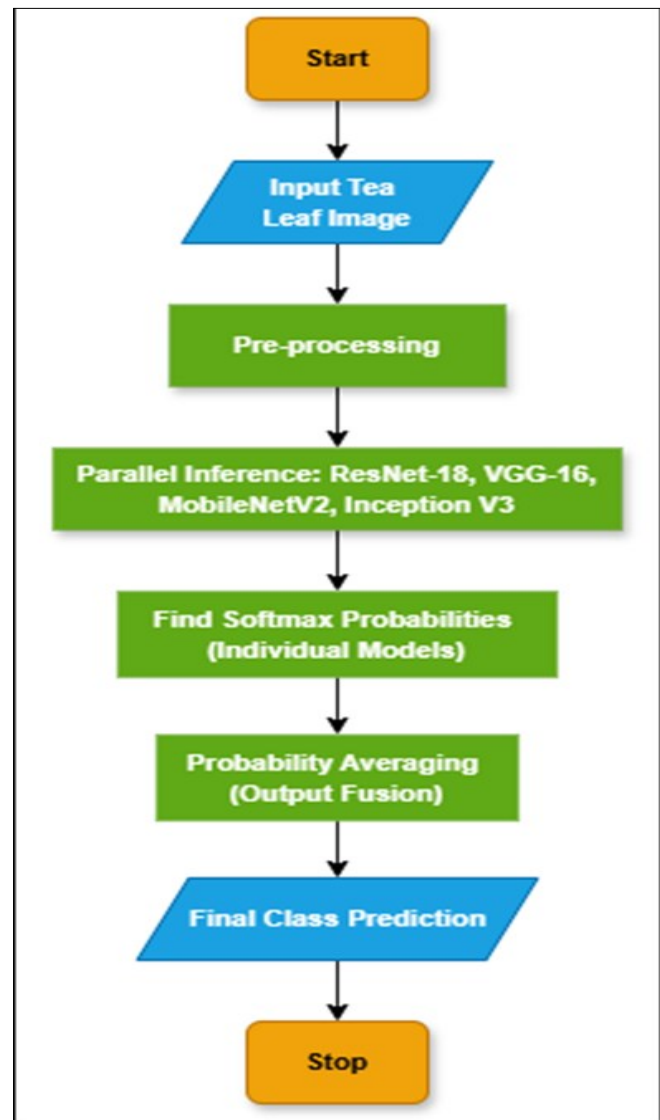 Start
Input Tea
Leaf Image
Pre-processing
Parallel Inference: ResNet-18, VGG-16,
MobileNetV2, Inception V3
Find Softmax Probabilities
(Individual Models)
Probability Averaging
(Output Fusion)
Final Class Prediction
Stop